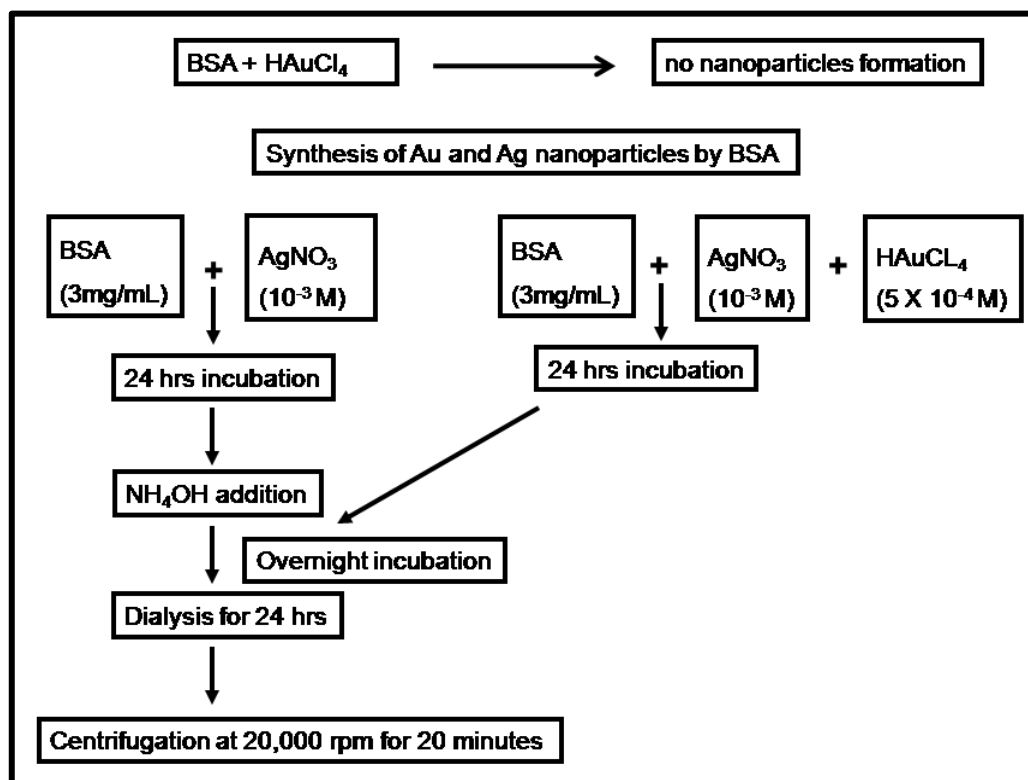 BSA + HAuCl₄
no nanoparticles formation
Synthesis of Au and Ag nanoparticles by BSA
BSA
(3mg/mL)
+
AgNO₃
(10⁻³ M)
BSA
(3mg/mL)
+
AgNO₃
(10⁻³ M)
+
HAuCL₄
(5 X 10⁻⁴ M)
24 hrs incubation
24 hrs incubation
NH₄OH addition
Overnight incubation
Dialysis for 24 hrs
Centrifugation at 20,000 rpm for 20 minutes